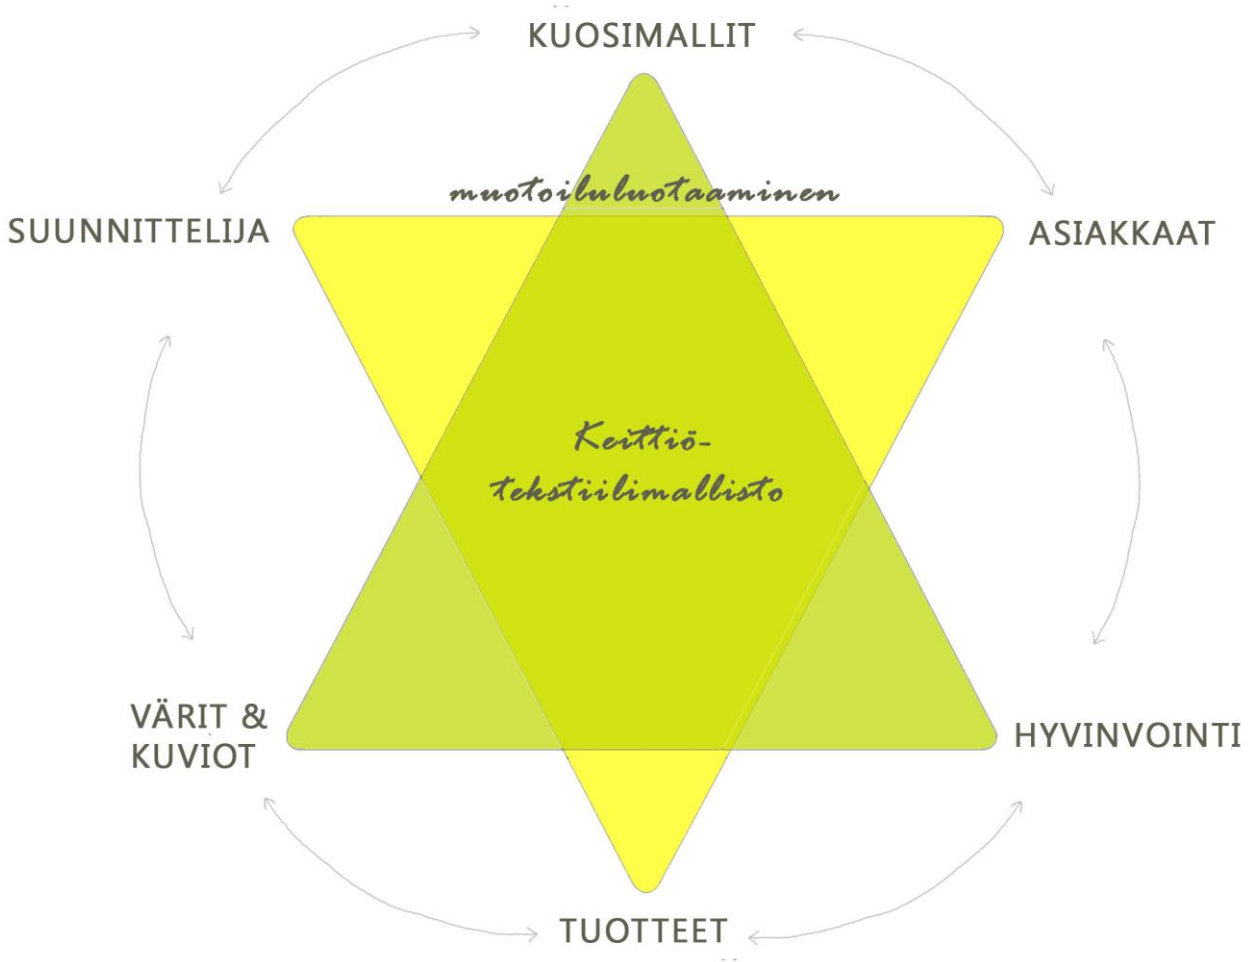 KUOSIMALLIT
muotoiluluotaaminen
SUUNNITTELIJA
ASIAKKAAT
Keittiö-
tekstiilimallisto
VÄRIT &
KUVIOT
HYVINVOINTI
TUOTTEET